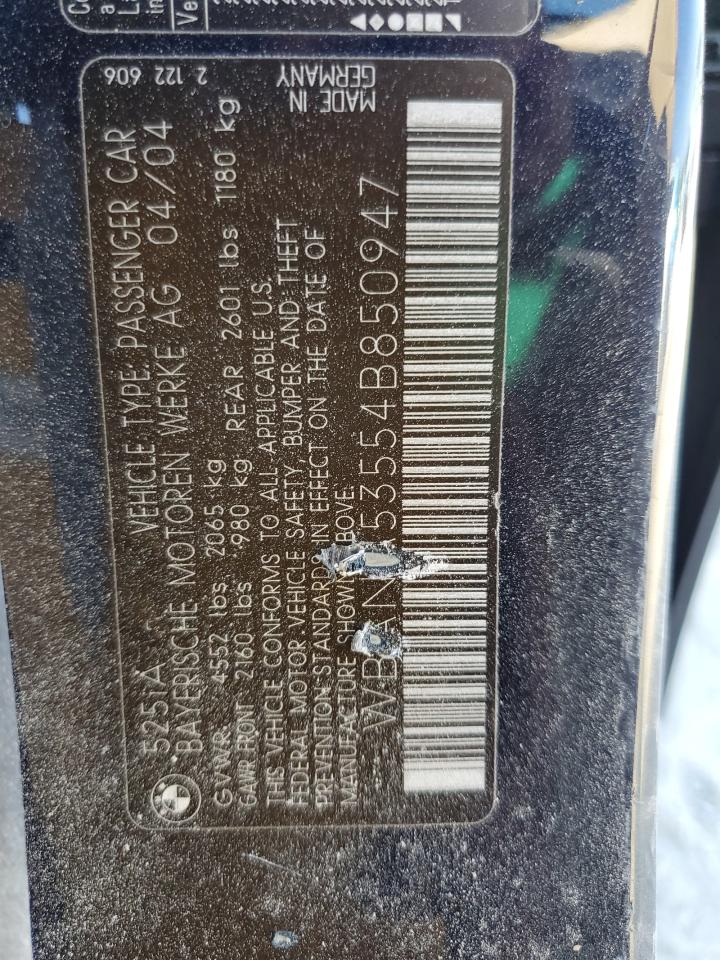 525iA VEHICLE TYPE: PASSENGER CAR
BAYERISCHE MOTOREN WERKE AG 04/04
GVWR 4552 lbs 2065 kg
GAWR FRONT 2160 lbs 980 kg REAR 2601 lbs 1180 kg
THIS VEHICLE CONFORMS TO ALL APPLICABLE U.S.
FEDERAL MOTOR VEHICLE SAFETY, BUMPER AND THEFT
PREVENTION STANDARDS IN EFFECT ON THE DATE OF
MANUFACTURE SHOWN ABOVE.
WBANA53554B850947
MADE IN
GERMANY
2 122 606